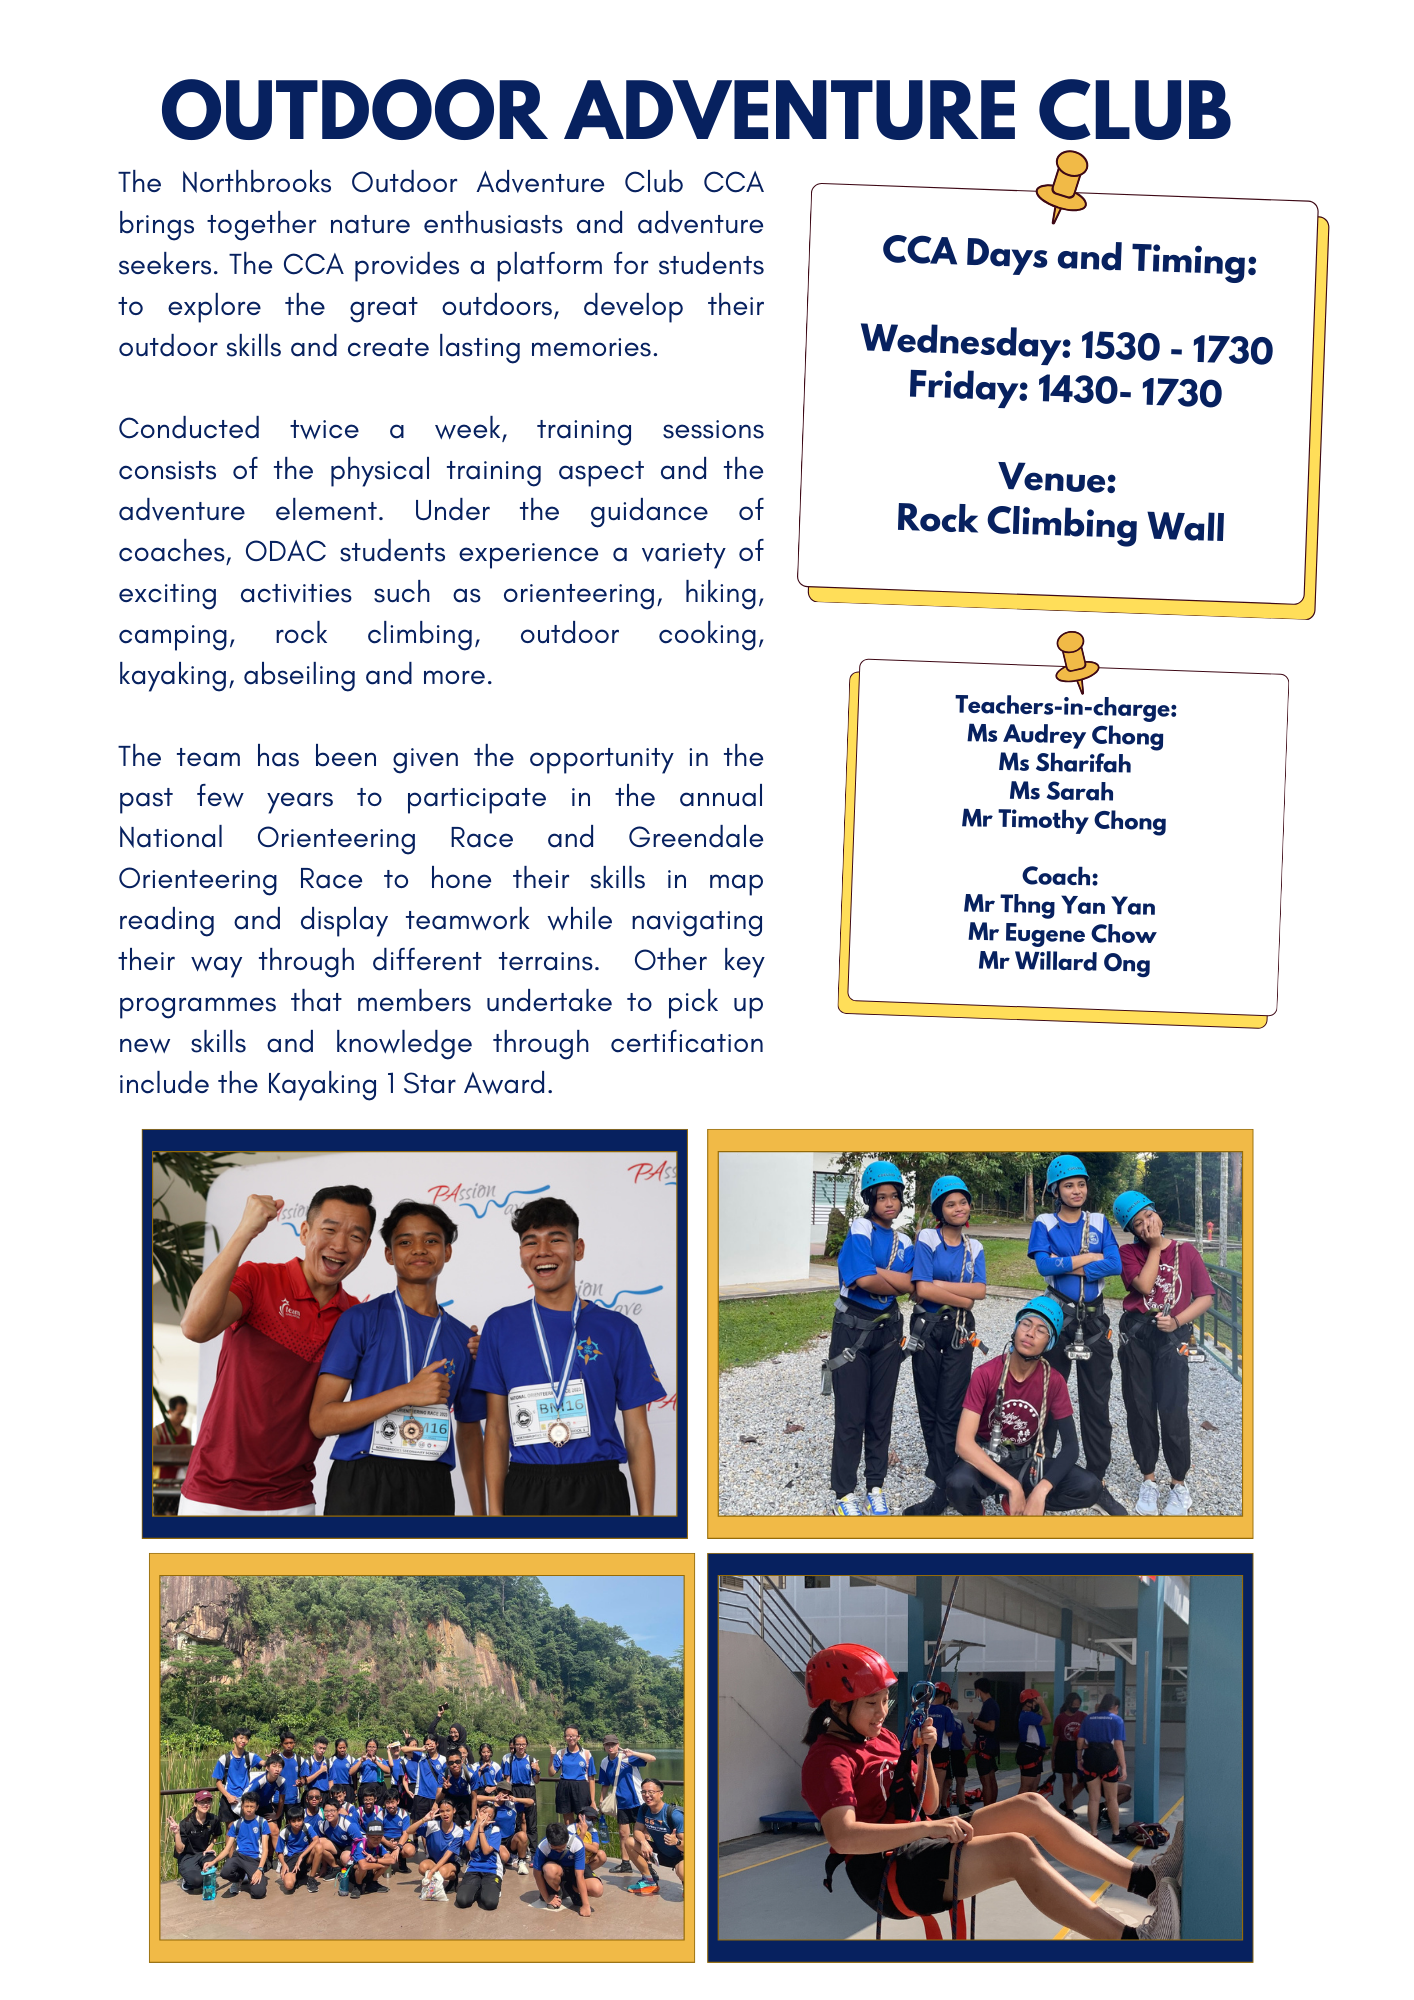 OUTDOOR ADVENTURE CLUB
The Northbrooks Outdoor Adventure Club CCA
brings together nature enthusiasts and adventure
seekers. The CCA provides a platform for students
to explore the great outdoors, develop their
outdoor skills and create lasting memories.
Conducted twice a week, training sessions
consists of the physical training aspect and the
adventure element. Under the guidance of
coaches, ODAC students experience a variety of
exciting activities such as orienteering, hiking,
camping, rock climbing, outdoor cooking,
kayaking, abseiling and more.
The team has been given the opportunity in the
past few years to participate in the annual
National Orienteering Race and Greendale
Orienteering Race to hone their skills in map
reading and display teamwork while navigating
their way through different terrains. Other key
programmes that members undertake to pick up
new skills and knowledge through certification
include the Kayaking 1 Star Award.
CCA Days and Timing:
Wednesday: 1530 - 1730
Friday: 1430- 1730
Venue:
Rock Climbing Wall
Teachers-in-charge:
Ms Audrey Chong
Ms Sharifah
Ms Sarah
Mr Timothy Chong
Coach:
Mr Thng Yan Yan
Mr Eugene Chow
Mr Willard Ong
PAssion
BM16